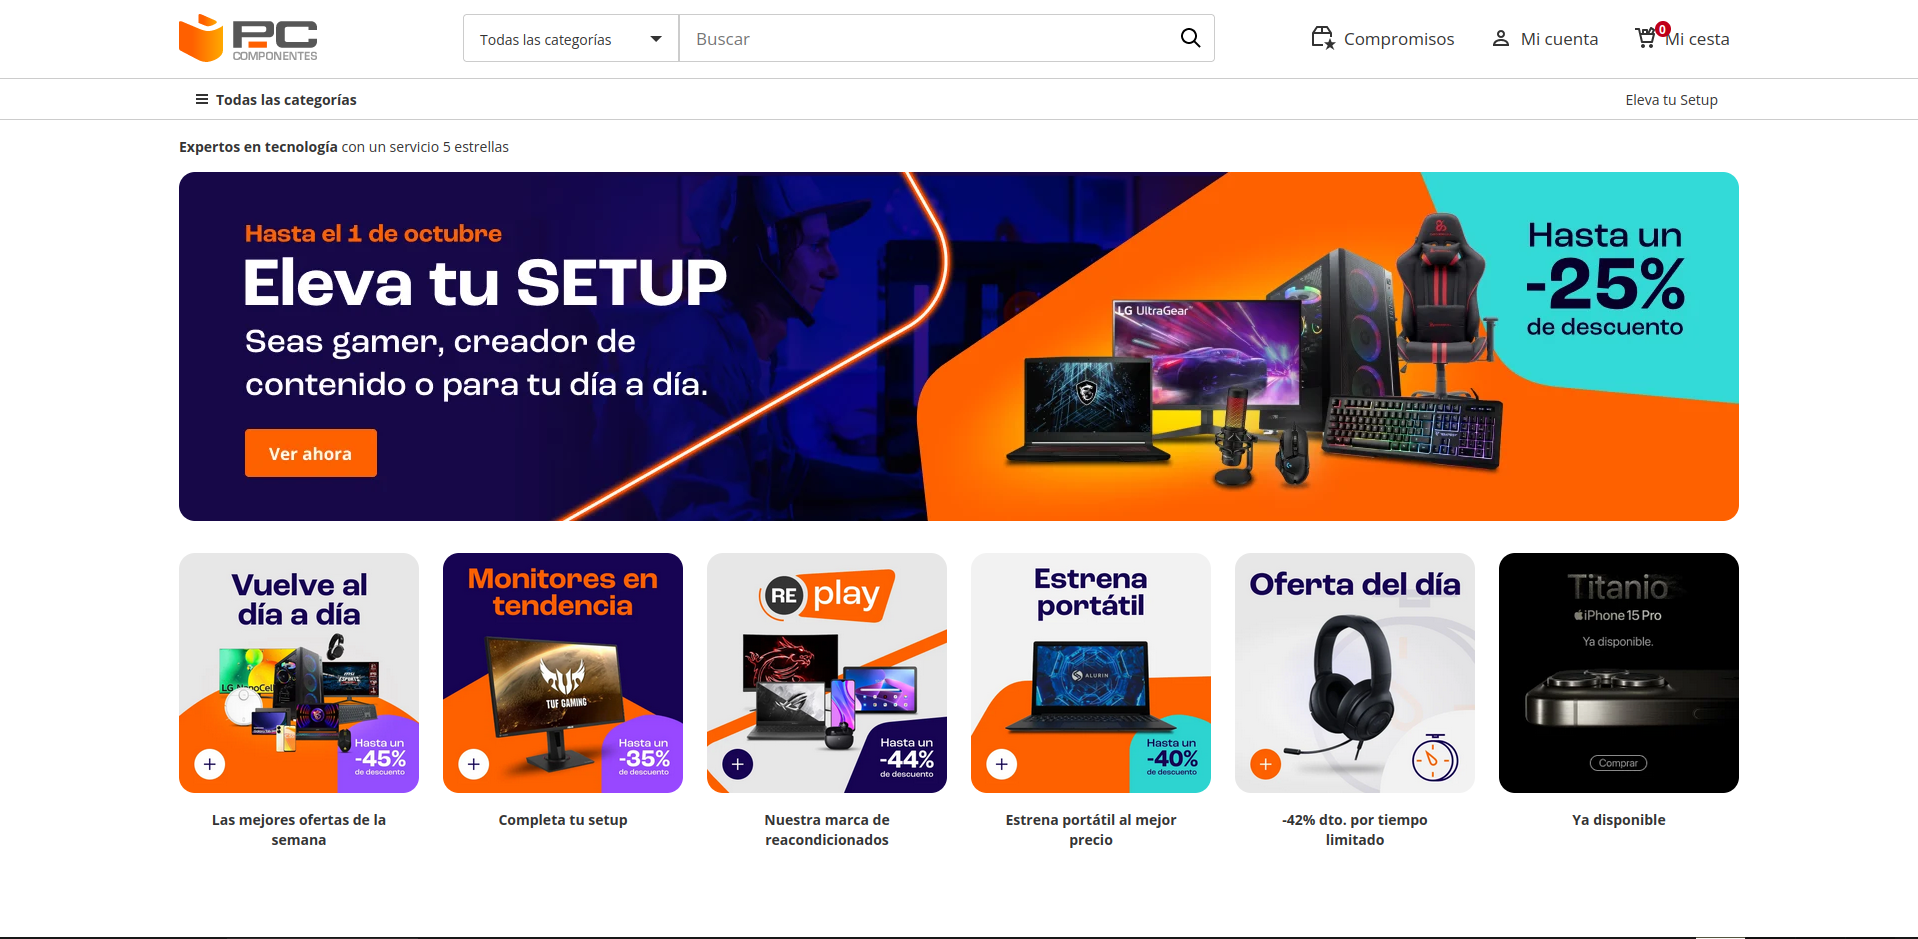 PC
COMPONENTES
Todas las categorías
Buscar
Compromisos
Mi cuenta
0
Mi cesta
Todas las categorías
Eleva tu Setup
Expertos en tecnología con un servicio 5 estrellas
Hasta el 1 de octubre
Eleva tu SETUP
Seas gamer, creador de
contenido o para tu día a día.
Ver ahora
LG UltraGear
Hasta un
-25%
de descuento
Vuelve al
día a día
LG NanoCell
Hasta un
-45%
de descuento
Monitores en
tendencia
TUF GAMING
Hasta un
-35%
de descuento
RE play
Hasta un
-44%
de descuento
Estrena
portátil
ALURIN
Hasta un
-40%
de descuento
Oferta del día
Titanio
iPhone 15 Pro
Ya disponible.
Comprar
Las mejores ofertas de la
semana
Completa tu setup
Nuestra marca de
reacondicionados
Estrena portátil al mejor
precio
-42% dto. por tiempo
limitado
Ya disponible